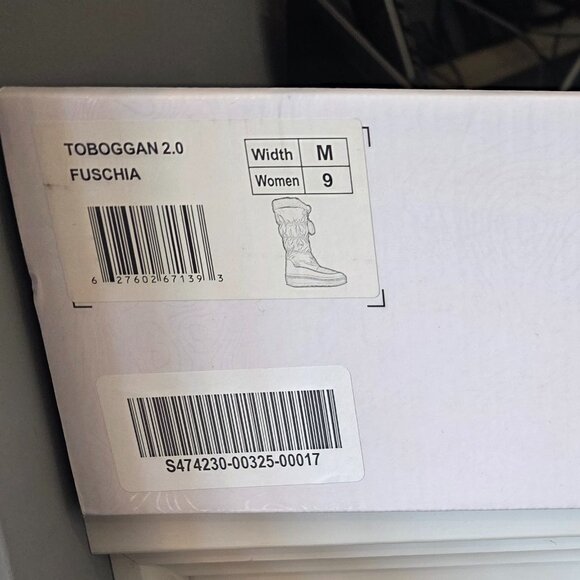 TOBOGGAN 2.0
FUSCHIA
Width M
Women 9
6 27602 67139 3
S474230-00325-00017